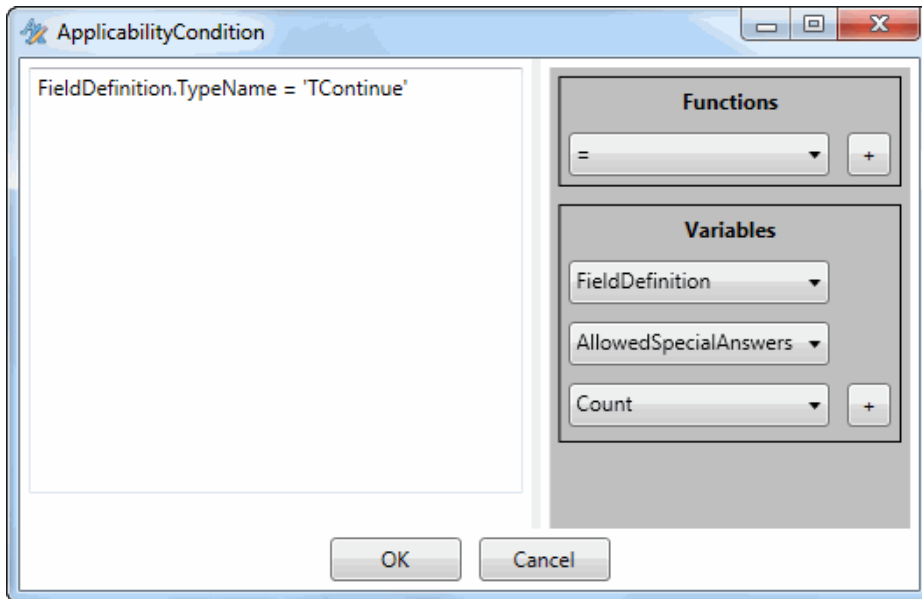 ApplicabilityCondition
FieldDefinition.TypeName = 'TContinue'
Functions
=
+
Variables
FieldDefinition
AllowedSpecialAnswers
Count
+
OK
Cancel